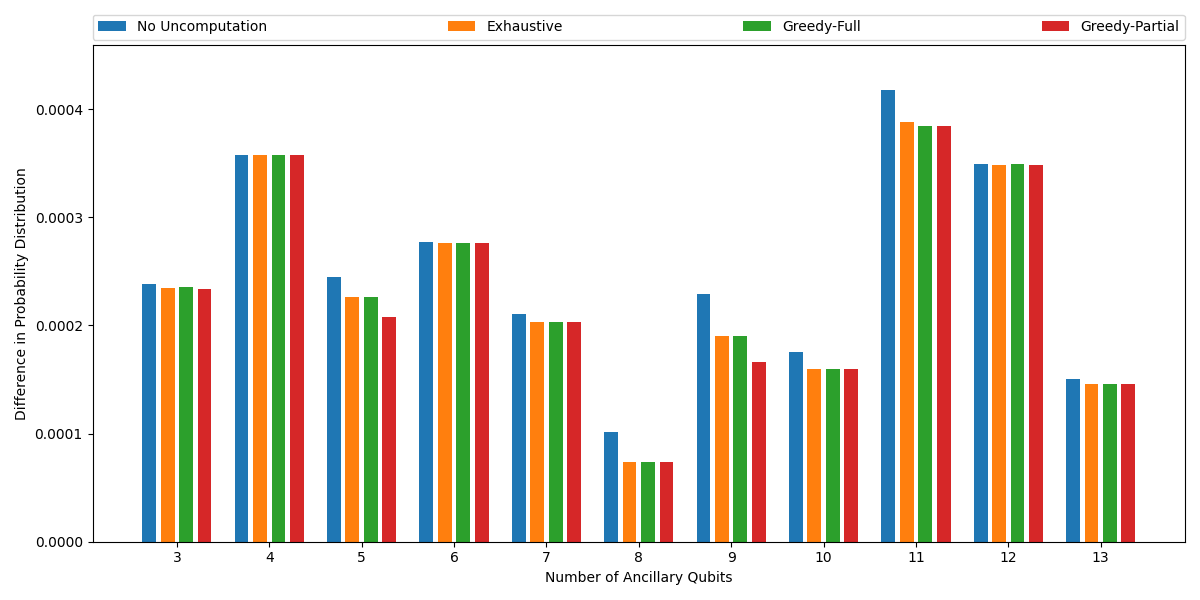 No Uncomputation Exhaustive Greedy-Full Greedy-Partial
Difference in Probability Distribution
0.0004
0.0003
0.0002
0.0001
0.0000
3 4 5 6 7 8 9 10 11 12 13
Number of Ancillary Qubits